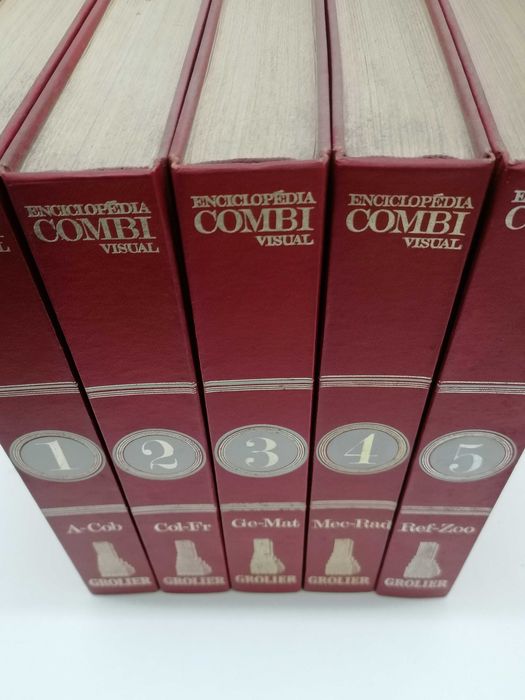 ENCICLOPÉDIA
COMBI
VISUAL
1
A-Cob
GROLIER
ENCICLOPÉDIA
COMBI
VISUAL
2
Col-Fr
GROLIER
ENCICLOPÉDIA
COMBI
VISUAL
3
Ge-Mat
GROLIER
4
Mec-Rad
GROLIER
5
Ref-Zoo
GROLIER